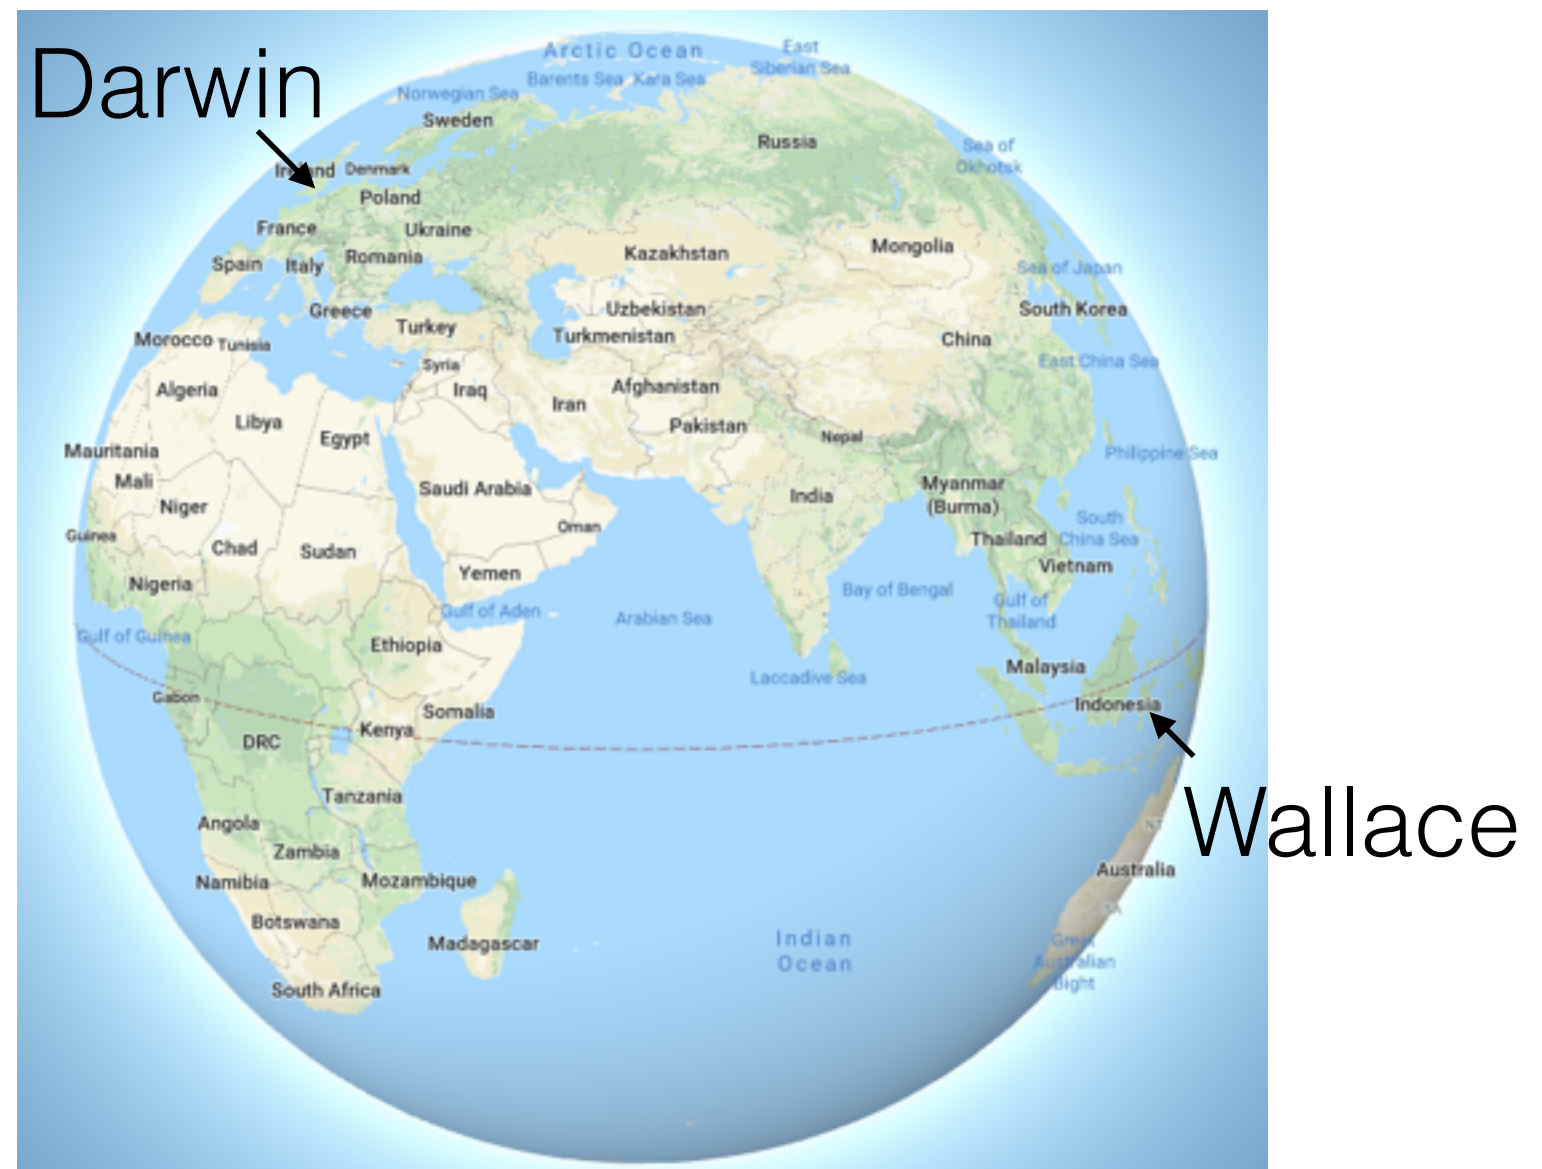 Darwin
Arctic Ocean
East
Siberian Sea
Barents Sea
Kara Sea
Norwegian Sea
Sweden
Russia
Sea of
Okhotsk
Ireland
Denmark
Poland
France
Ukraine
Spain
Italy
Romania
Kazakhstan
Mongolia
Sea of Japan
Greece
Turkey
Uzbekistan
South Korea
Morocco
Tunisia
Turkmenistan
China
Syria
East China Sea
Algeria
Iraq
Iran
Afghanistan
Libya
Egypt
Pakistan
Nepal
Mauritania
Philippine Sea
Mali
Niger
Saudi Arabia
India
Myanmar
(Burma)
Guinea
Chad
Sudan
Oman
Thailand
South
China Sea
Nigeria
Yemen
Vietnam
Bay of Bengal
Gulf of Aden
Arabian Sea
Gulf of
Thailand
Gulf of Guinea
Ethiopia
Malaysia
Laccadive Sea
Gabon
Somalia
Indonesia
Kenya
DRC
Tanzania
Wallace
Angola
NT
Zambia
Namibia
Mozambique
Australia
Botswana
SA
Madagascar
Indian
Ocean
Great
Australian
Bight
South Africa